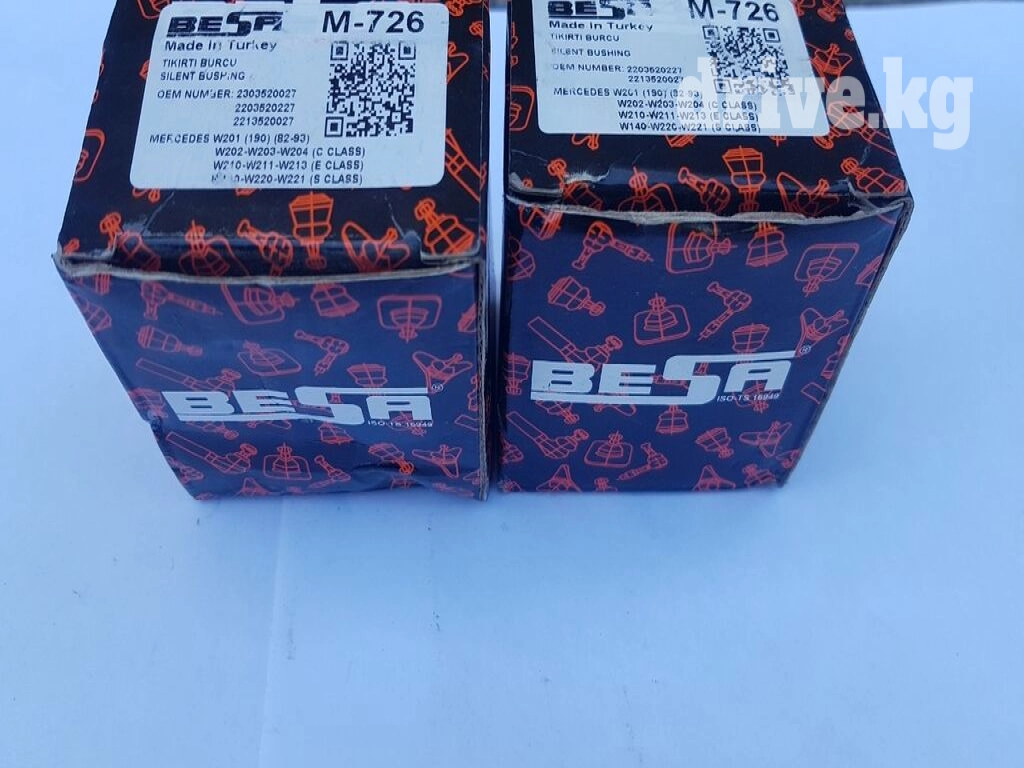 BESA M-726
Made in Turkey
TIKIRTI BURCU
SILENT BUSHING
OEM NUMBER: 2303520027
2203520227
2213520027
MERCEDES W201 (190) (82-93)
W202-W203-W204 (C CLASS)
W210-W211-W213 (E CLASS)
W140-W220-W221 (S CLASS)
BESA®
ISO-TS 16949
BESA M-726
Made in Turkey
TIKIRTI BURCU
SILENT BUSHING
OEM NUMBER: 2203520227
2213520027
MERCEDES W201 (190) (82-93)
W202-W203-W204 (C CLASS)
W210-W211-W213 (E CLASS)
W140-W220-W221 (S CLASS)
BESA®
ISO-TS 16949
drive.kg